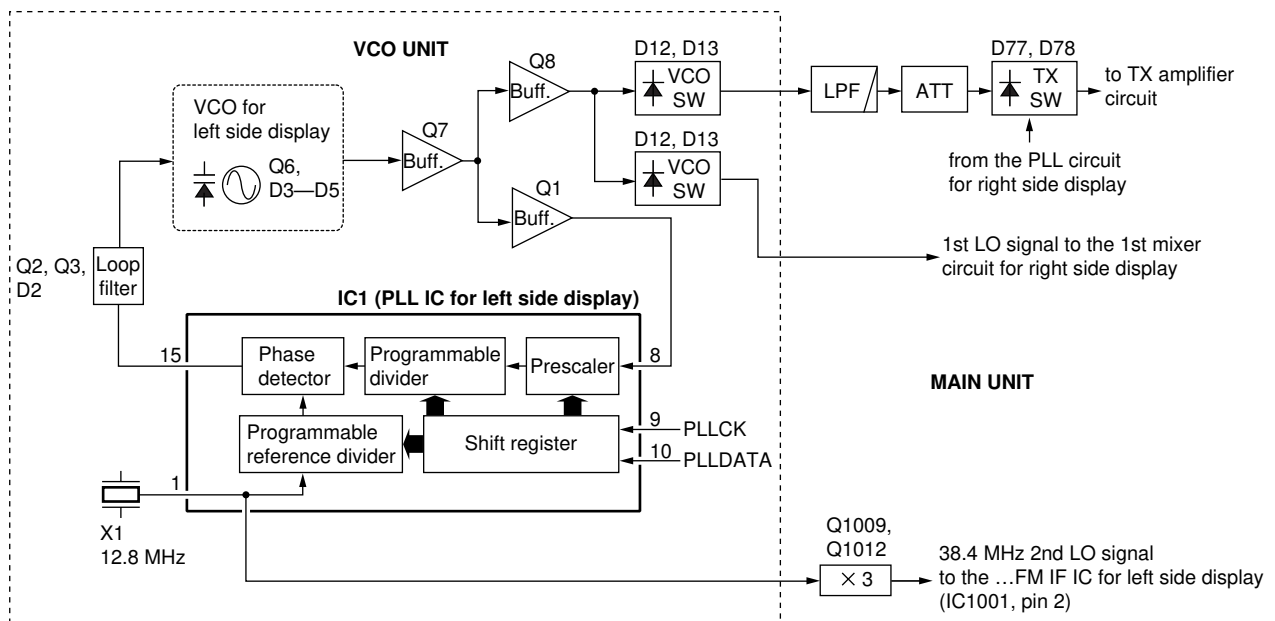 VCO UNIT
VCO for
left side display
Q6,
D3—D5
Q7
Buff.
Q8
Buff.
Q1
Buff.
D12, D13
VCO
SW
D12, D13
VCO
SW
LPF
ATT
D77, D78
TX
SW
to TX amplifier
circuit
from the PLL circuit
for right side display
1st LO signal to the 1st mixer
circuit for right side display
Q2, Q3,
D2
Loop
filter
IC1 (PLL IC for left side display)
15
Phase
detector
Programmable
divider
Prescaler
8
MAIN UNIT
Programmable
reference divider
Shift register
9
PLLCK
10
PLLDATA
1
X1
12.8 MHz
Q1009,
Q1012
× 3
38.4 MHz 2nd LO signal
to the ...FM IF IC for left side display
(IC1001, pin 2)